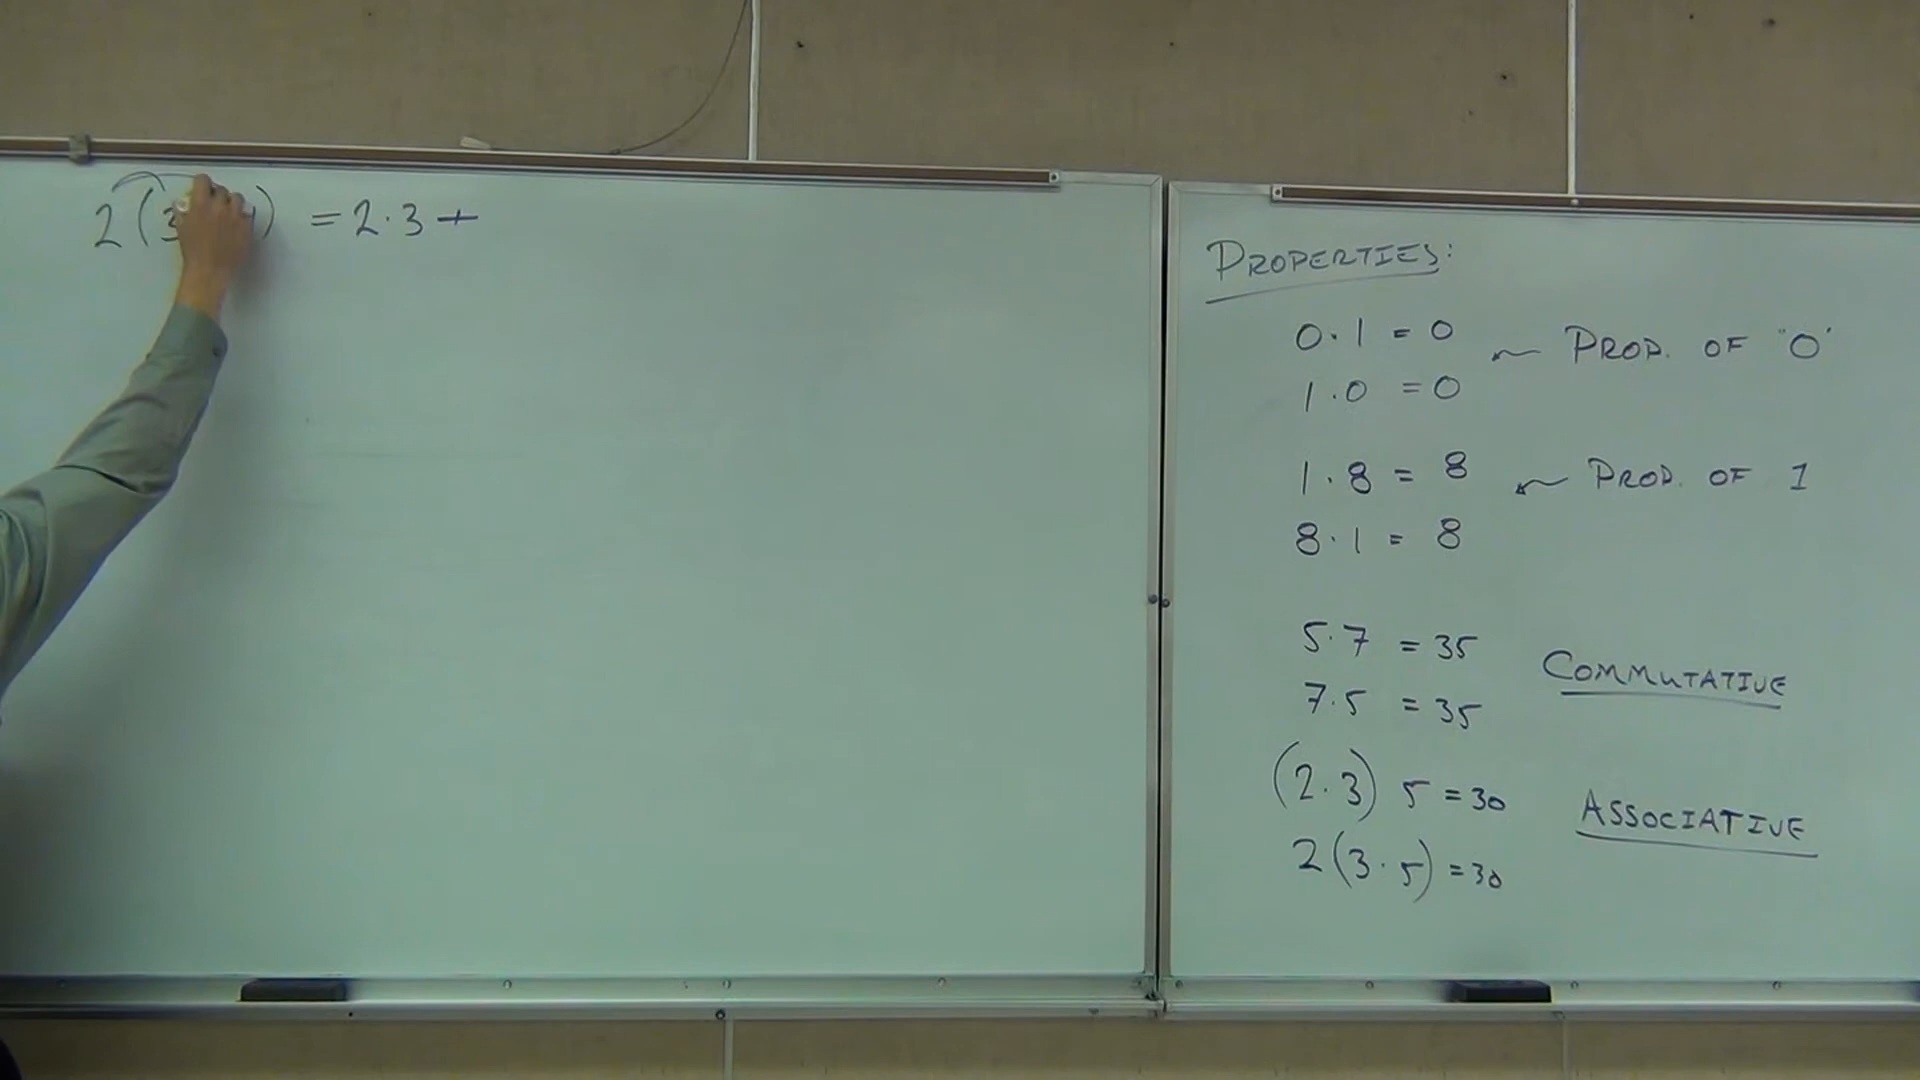 2(3 ) = 2·3 +
PROPERTIES:
0·1 = 0
PROD. OF "0"
1·0 = 0
1·8 = 8
PROD. OF 1
8·1 = 8
5·7 = 35
COMMUTATIVE
7·5 = 35
(2·3) 5 = 30
ASSOCIATIVE
2(3·5) = 30